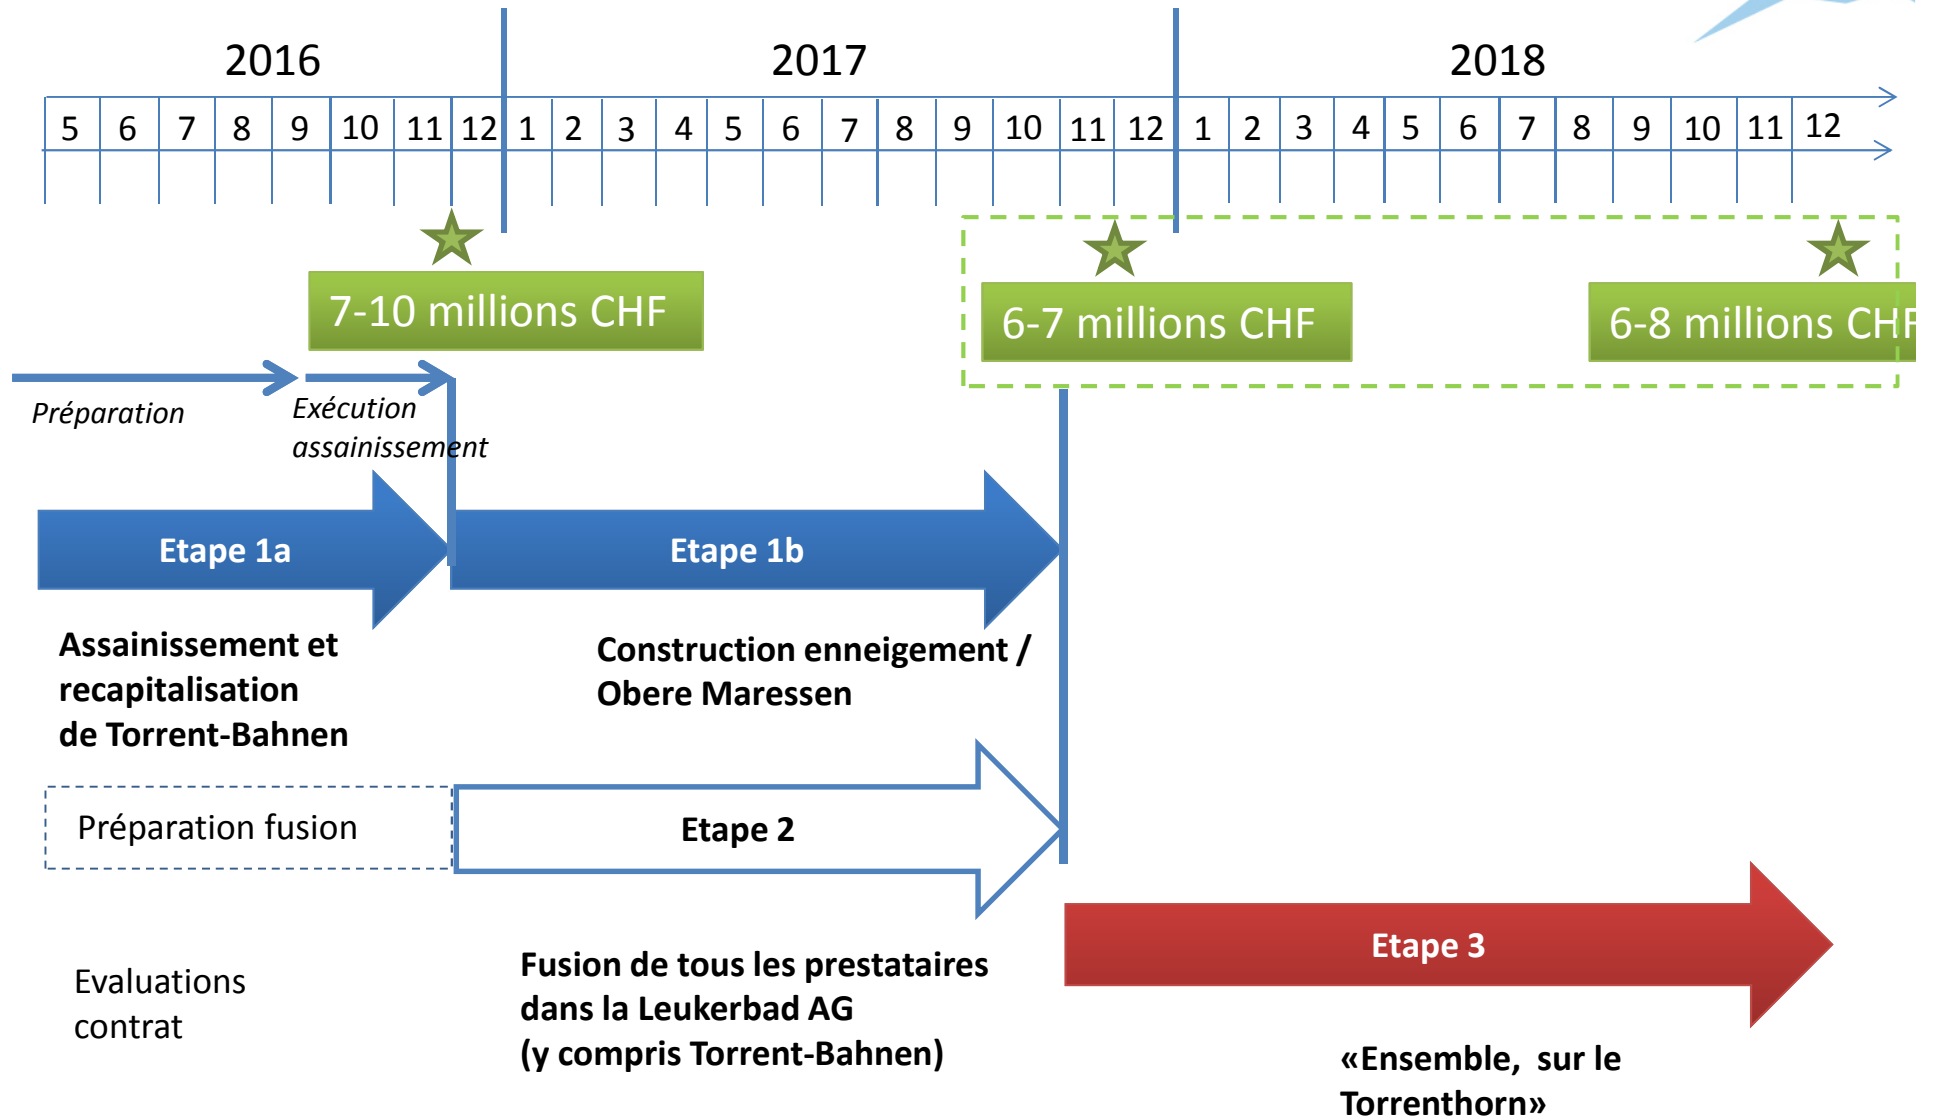 2016 2017 2018
5 6 7 8 9 10 11 12 1 2 3 4 5 6 7 8 9 10 11 12 1 2 3 4 5 6 7 8 9 10 11 12
7-10 millions CHF
6-7 millions CHF
6-8 millions CHF
Préparation
Exécution
assainissement
Etape 1a
Etape 1b
Assainissement et
recapitalisation
de Torrent-Bahnen
Construction enneigement /
Obere Maressen
Préparation fusion
Etape 2
Evaluations
contrat
Fusion de tous les prestataires
dans la Leukerbad AG
(y compris Torrent-Bahnen)
Etape 3
«Ensemble, sur le
Torrenthorn»